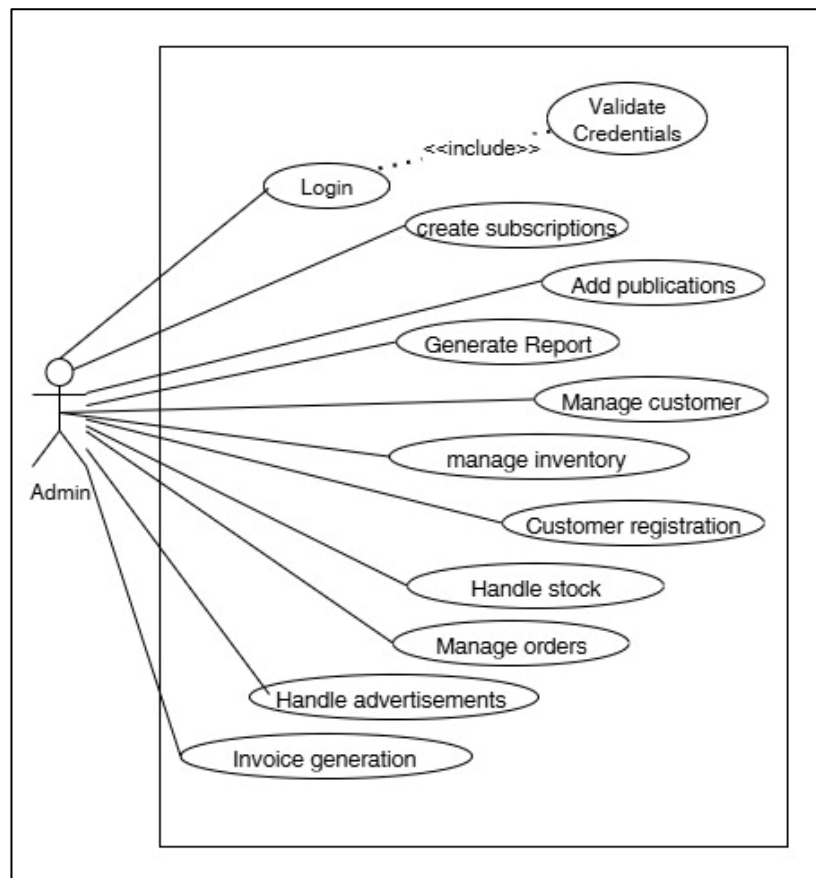 Validate
Credentials
<<include>>
Login
create subscriptions
Add publications
Generate Report
Manage customer
manage inventory
Admin
Customer registration
Handle stock
Manage orders
Handle advertisements
Invoice generation